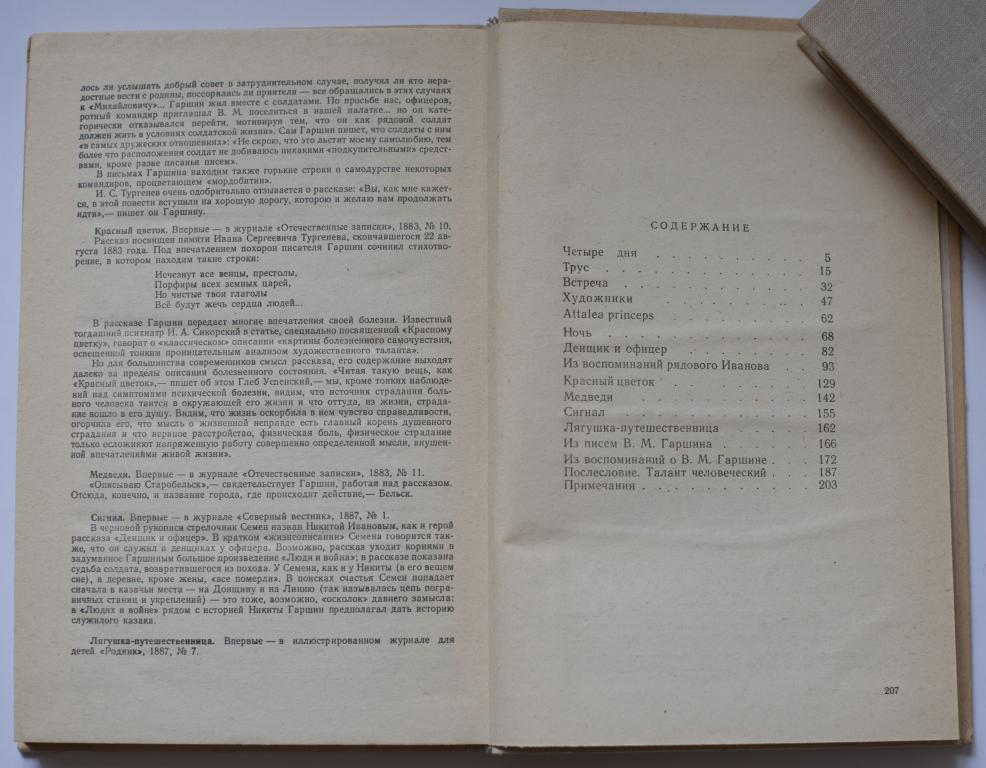 лось ли услышать добрый совет в затруднительном случае, получил ли кто нера-
достные вести с родины, поссорились ли приятели — все обращались в этих случаях
к «Михайловичу»... Гаршин жил вместе с солдатами. По просьбе нас, офицеров,
ротный командир приглашал В. М. поселиться в нашей палатке... но он кате-
горически отказывался перейти, мотивируя тем, что он как рядовой солдат
должен жить в условиях солдатской жизни». Сам Гаршин пишет, что солдаты с ним
«в самых дружеских отношениях»: «Не скрою, что это льстит моему самолюбию, тем
более что расположения солдат не добиваюсь никакими «подкупительными» средст-
вами, кроме разве писанья писем».
В письмах Гаршина находим также горькие строки о самодурстве некоторых
командиров, процветающем «мордобитии».
И. С. Тургенев очень одобрительно отзывается о рассказе: «Вы, как мне кажет-
ся, в этой повести вступили на хорошую дорогу, которою и желаю вам продолжать
идти»,— пишет он Гаршину.
Красный цветок. Впервые — в журнале «Отечественные записки», 1883, № 10.
Рассказ посвящен памяти Ивана Сергеевича Тургенева, скончавшегося 22 ав-
густа 1883 года. Под впечатлением похорон писателя Гаршин сочинил стихотво-
рение, в котором находим такие строки:
Исчезнут все венцы, престолы,
Порфиры всех земных царей,
Но чистые твои глаголы
Всё будут жечь сердца людей...
В рассказе Гаршин передает многие впечатления своей болезни. Известный
тогдашний психиатр И. А. Сикорский в статье, специально посвященной «Красному
цветку», говорит о «классическом» описании «картины болезненного самочувствия,
освещенной тонким проницательным анализом художественного таланта».
Но для большинства современников смысл рассказа, его содержание выходят
далеко за пределы описания болезненного состояния. «Читая такую вещь, как
«Красный цветок»,— пишет об этом Глеб Успенский,— мы, кроме тонких наблюде-
ний над симптомами психической болезни, видим, что источник страдания боль-
ного человека таится в окружающей его жизни и что оттуда, из жизни, страда-
ние вошло в его душу. Видим, что жизнь оскорбила в нем чувство справедливости,
огорчила его, что мысль о жизненной неправде есть главный корень душевного
страдания и что нервное расстройство, физическая боль, физическое страдание
только осложняют напряженную работу совершенно определенной мысли, внушен-
ной впечатлениями живой жизни».
Медведи. Впервые — в журнале «Отечественные записки», 1883, № 11.
«Описываю Старобельск»,— свидетельствует Гаршин, работая над рассказом.
Отсюда, конечно, и название города, где происходит действие,— Бельск.
Сигнал. Впервые — в журнале «Северный вестник», 1887, № 1.
В черновой рукописи стрелочник Семен назван Никитой Ивановым, как и герой
рассказа «Денщик и офицер». В кратком «жизнеописании» Семена говорится так-
же, что он служил в денщиках у офицера. Возможно, рассказ уходит корнями в
задуманное Гаршиным большое произведение «Люди и война»; в рассказе показана
судьба солдата, возвратившегося из похода. У Семена, как и у Никиты (в его вещем
сне), в деревне, кроме жены, «все померли». В поисках счастья Семен попадает
сначала в казачьи места — на Донщину и на Линию (так называлась цепь погра-
ничных станиц и укреплений) — это тоже, возможно, «осколок» давнего замысла:
в «Людях и войне» рядом с историей Никиты Гаршин предполагал дать историю
служилого казака.
Лягушка-путешественница. Впервые — в иллюстрированном журнале для
детей «Родник», 1887, № 7.
СОДЕРЖАНИЕ
Четыре дня . . . . . . . . . . 5
Трус . . . . . . . . . . . . 15
Встреча . . . . . . . . . . . 32
Художники . . . . . . . . . 47
Attalea princeps . . . . . . . . 62
Ночь . . . . . . . . . . . . 68
Денщик и офицер . . . . . . . 82
Из воспоминаний рядового Иванова . . 93
Красный цветок . . . . . . . . 129
Медведи . . . . . . . . . . . 142
Сигнал . . . . . . . . . . . 155
Лягушка-путешественница . . . . . 162
Из писем В. М. Гаршина . . . . . 166
Из воспоминаний о В. М. Гаршине . . . 172
Послесловие. Талант человеческий . . . 187
Примечания . . . . . . . . . 203
207